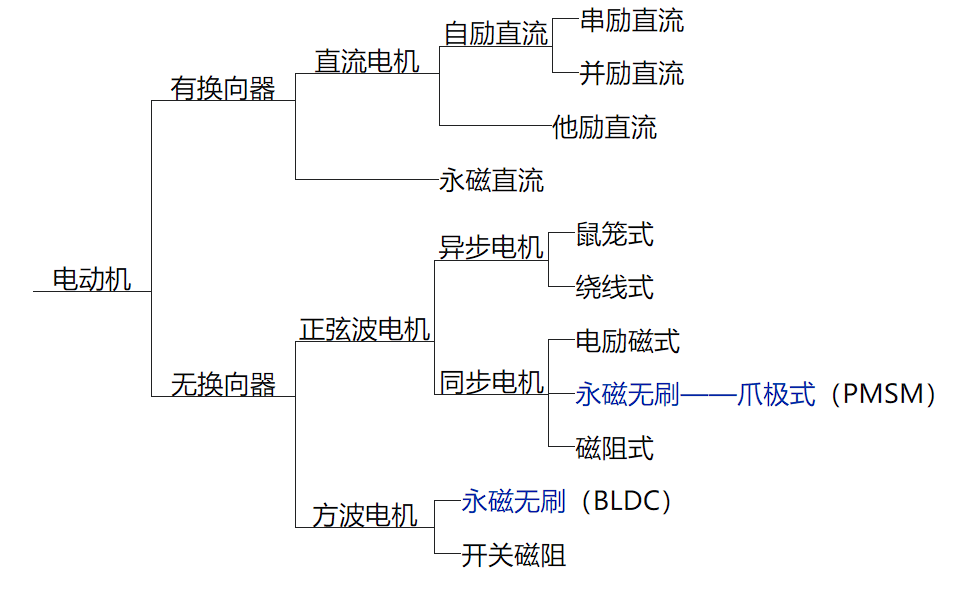 串励直流
自励直流
直流电机
并励直流
有换向器
他励直流
永磁直流
鼠笼式
异步电机
电动机
绕线式
正弦波电机
电励磁式
无换向器
同步电机
永磁无刷——爪极式（PMSM）
磁阻式
永磁无刷（BLDC）
方波电机
开关磁阻